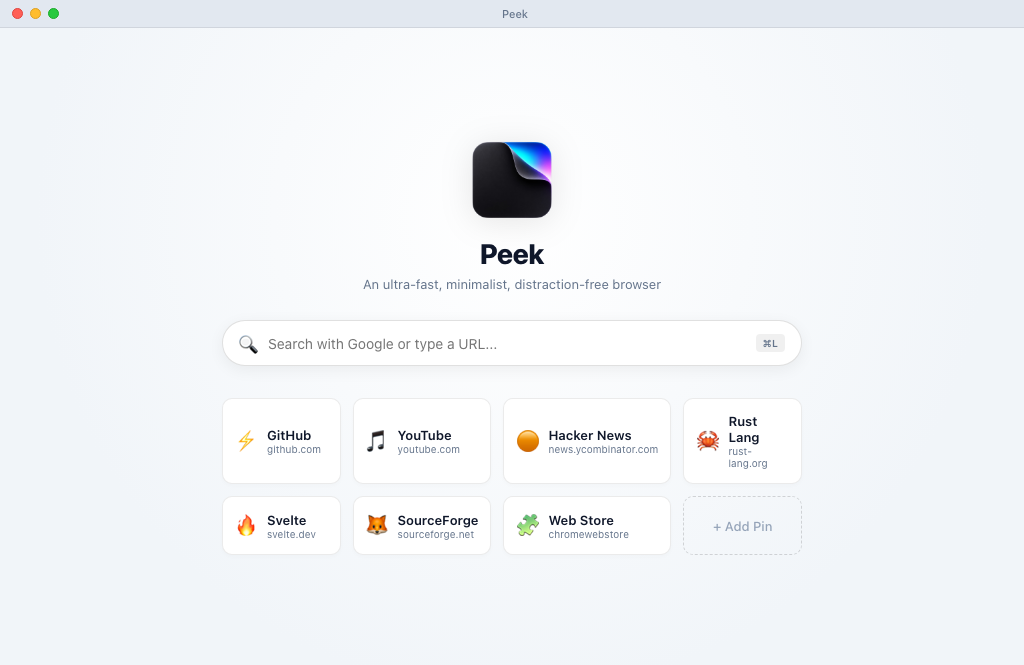 Peek
Peek
An ultra-fast, minimalist, distraction-free browser
Search with Google or type a URL...
⌘L
GitHub
github.com
YouTube
youtube.com
Hacker News
news.ycombinator.com
Rust
Lang
rust-
lang.org
Svelte
svelte.dev
SourceForge
sourceforge.net
Web Store
chromewebstore
+ Add Pin